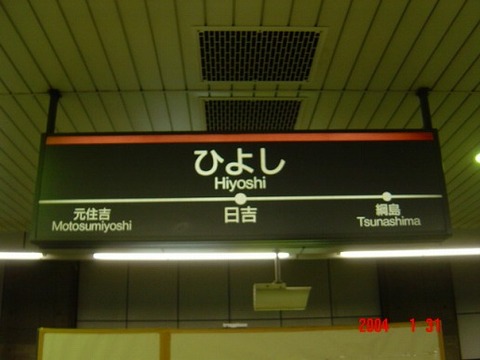 ひよし
Hiyoshi
元住吉
Motosumiyoshi
日吉
綱島
Tsunashima
2004 1 31